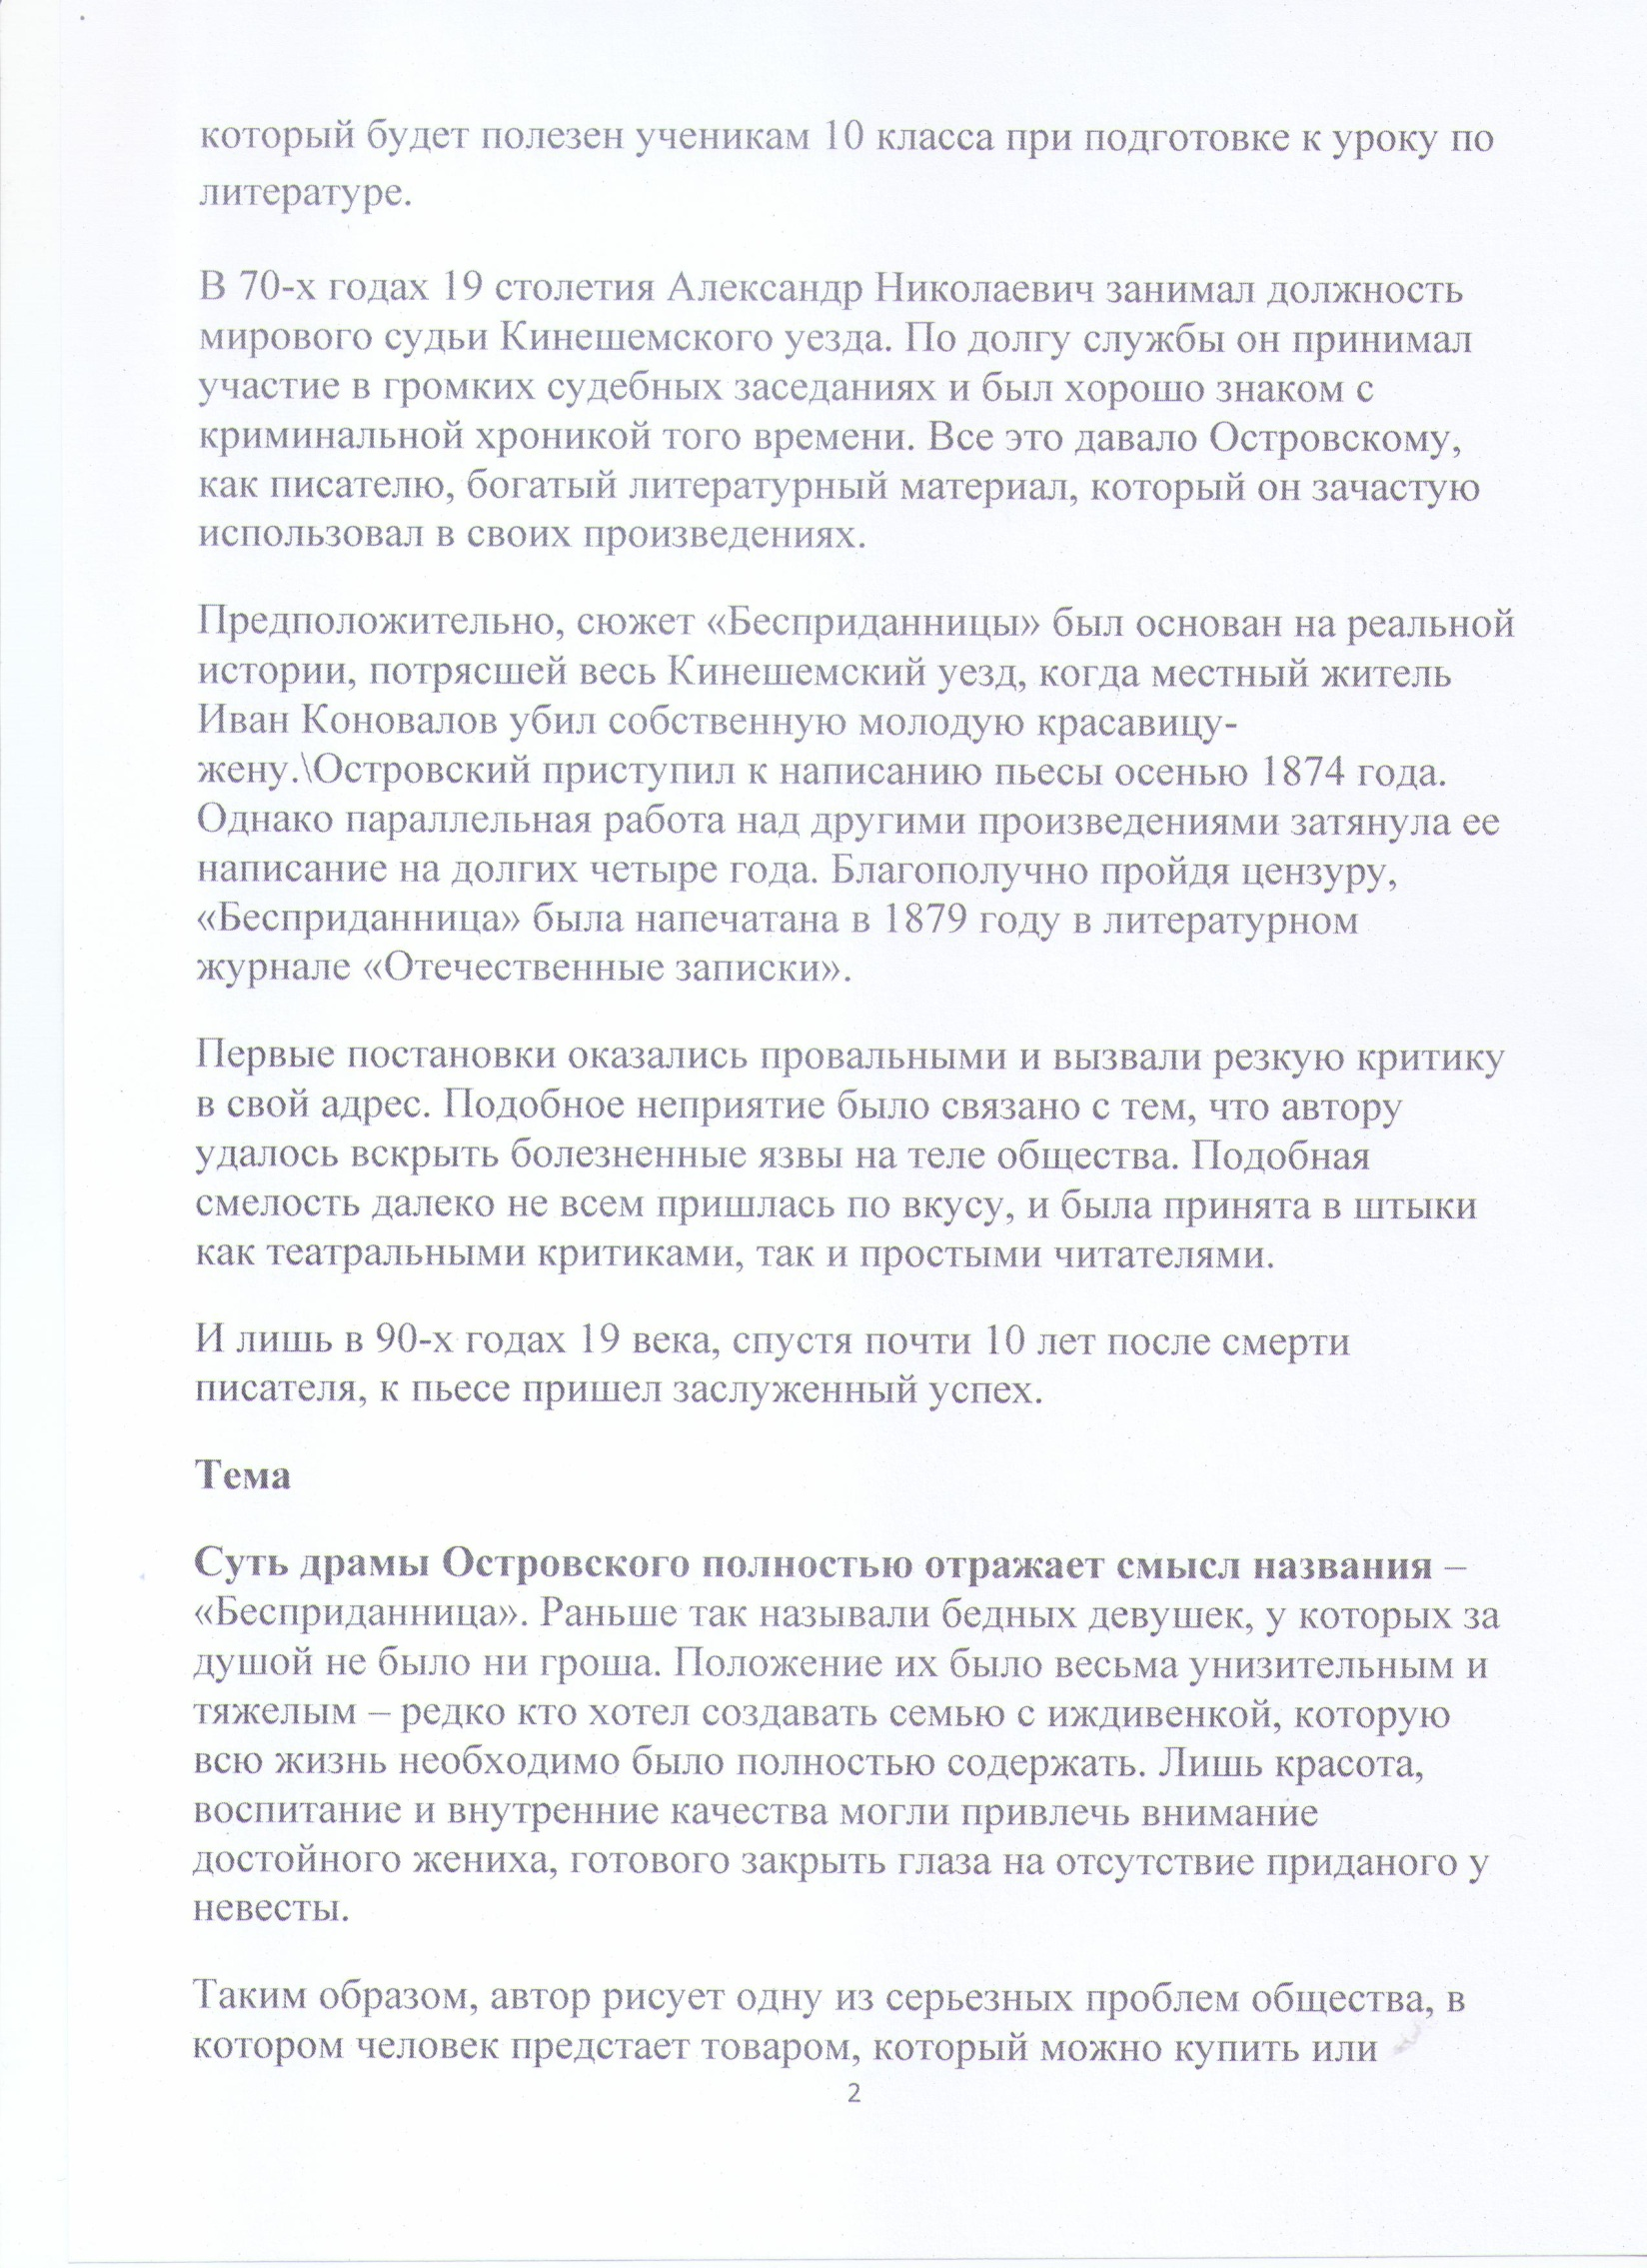 который будет полезен ученикам 10 класса при подготовке к уроку по
литературе.
В 70-х годах 19 столетия Александр Николаевич занимал должность
мирового судьи Кинешемского уезда. По долгу службы он принимал
участие в громких судебных заседаниях и был хорошо знаком с
криминальной хроникой того времени. Все это давало Островскому,
как писателю, богатый литературный материал, который он зачастую
использовал в своих произведениях.
Предположительно, сюжет «Бесприданницы» был основан на реальной
истории, потрясшей весь Кинешемский уезд, когда местный житель
Иван Коновалов убил собственную молодую красавицу-
жену.\Островский приступил к написанию пьесы осенью 1874 года.
Однако параллельная работа над другими произведениями затянула ее
написание на долгих четыре года. Благополучно пройдя цензуру,
«Бесприданница» была напечатана в 1879 году в литературном
журнале «Отечественные записки».
Первые постановки оказались провальными и вызвали резкую критику
в свой адрес. Подобное неприятие было связано с тем, что автору
удалось вскрыть болезненные язвы на теле общества. Подобная
смелость далеко не всем пришлась по вкусу, и была принята в штыки
как театральными критиками, так и простыми читателями.
И лишь в 90-х годах 19 века, спустя почти 10 лет после смерти
писателя, к пьесе пришел заслуженный успех.
Тема
Суть драмы Островского полностью отражает смысл названия –
«Бесприданница». Раньше так называли бедных девушек, у которых за
душой не было ни гроша. Положение их было весьма унизительным и
тяжелым – редко кто хотел создавать семью с иждивенкой, которую
всю жизнь необходимо было полностью содержать. Лишь красота,
воспитание и внутренние качества могли привлечь внимание
достойного жениха, готового закрыть глаза на отсутствие приданого у
невесты.
Таким образом, автор рисует одну из серьезных проблем общества, в
котором человек предстает товаром, который можно купить или
2